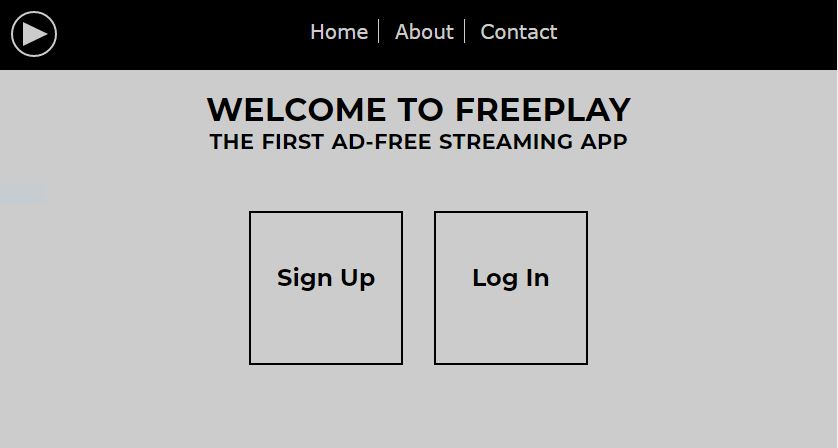 Home About Contact
WELCOME TO FREEPLAY
THE FIRST AD-FREE STREAMING APP
Sign Up Log In